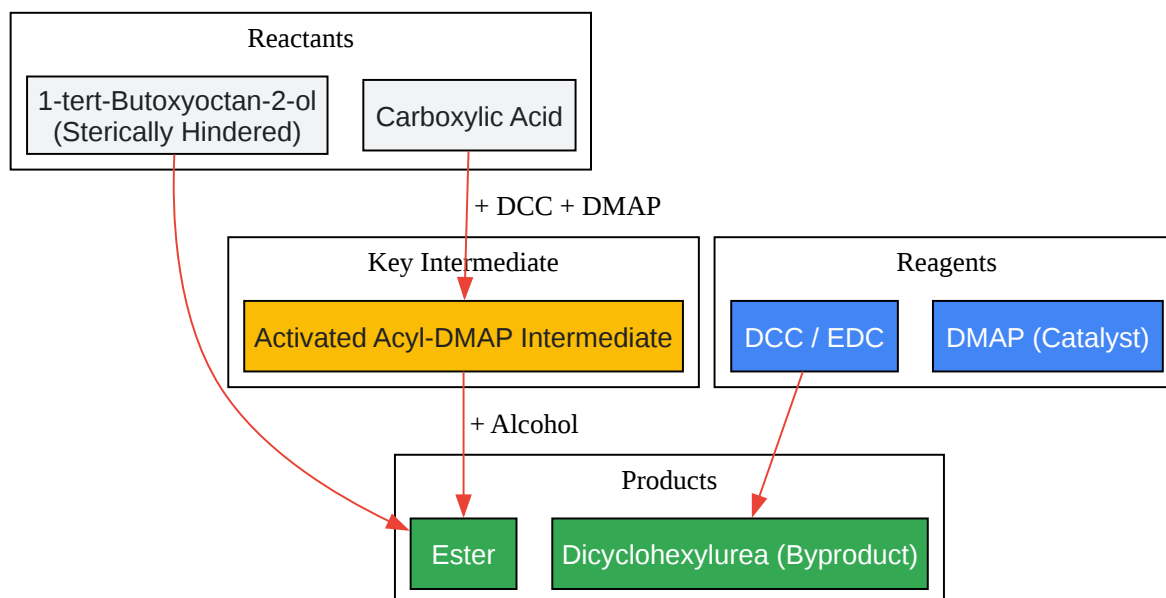 Reactants
1-tert-Butoxyoctan-2-ol
(Sterically Hindered)
Carboxylic Acid
+ DCC + DMAP
Key Intermediate
Reagents
Activated Acyl-DMAP Intermediate
DCC / EDC
DMAP (Catalyst)
+ Alcohol
Products
Ester
Dicyclohexylurea (Byproduct)